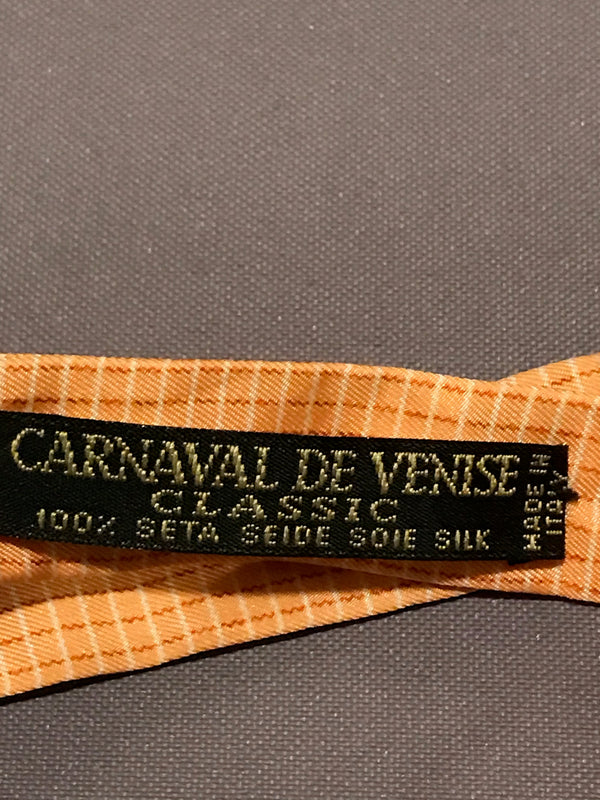 CARNAVAL DE VENISE
CLASSIC
100% SETA SEIDE SOIE SILK
MADE IN
ITALY